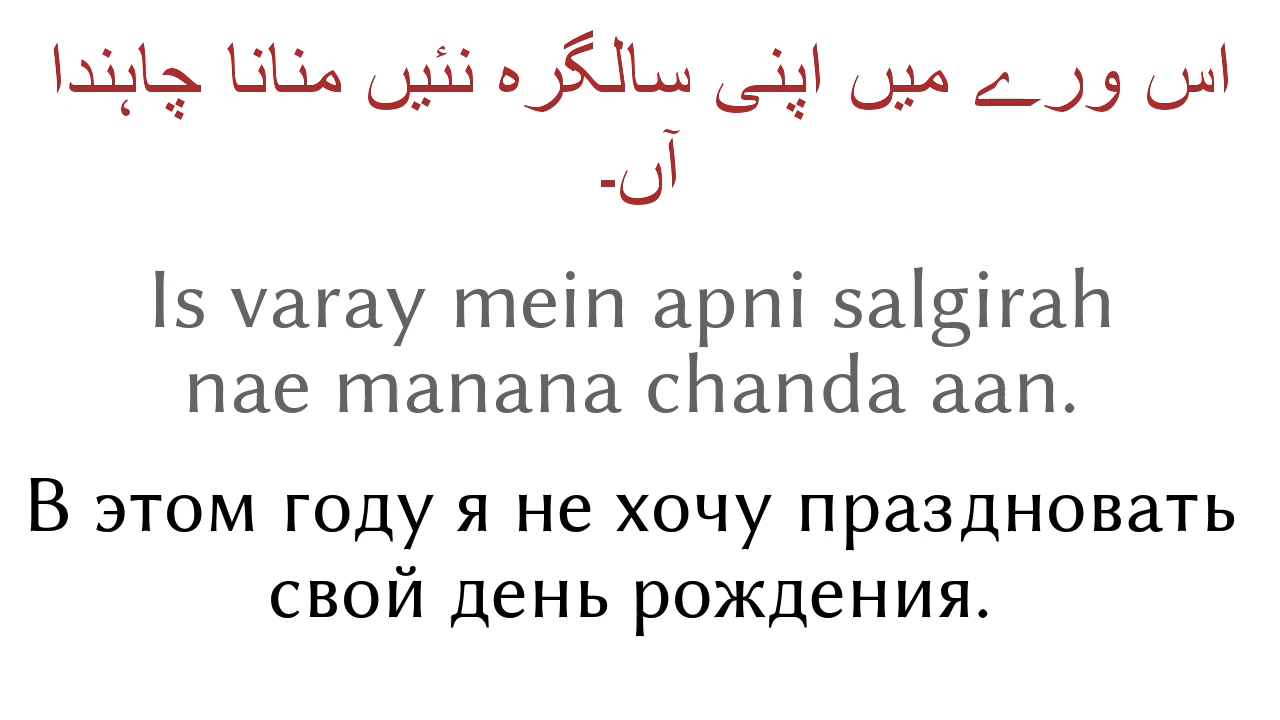 اس ورے میں اپنی سالگرہ نئیں منانا چاہندا
آں۔
Is varay mein apni salgirah
nae manana chanda aan.
В этом году я не хочу праздновать
свой день рождения.